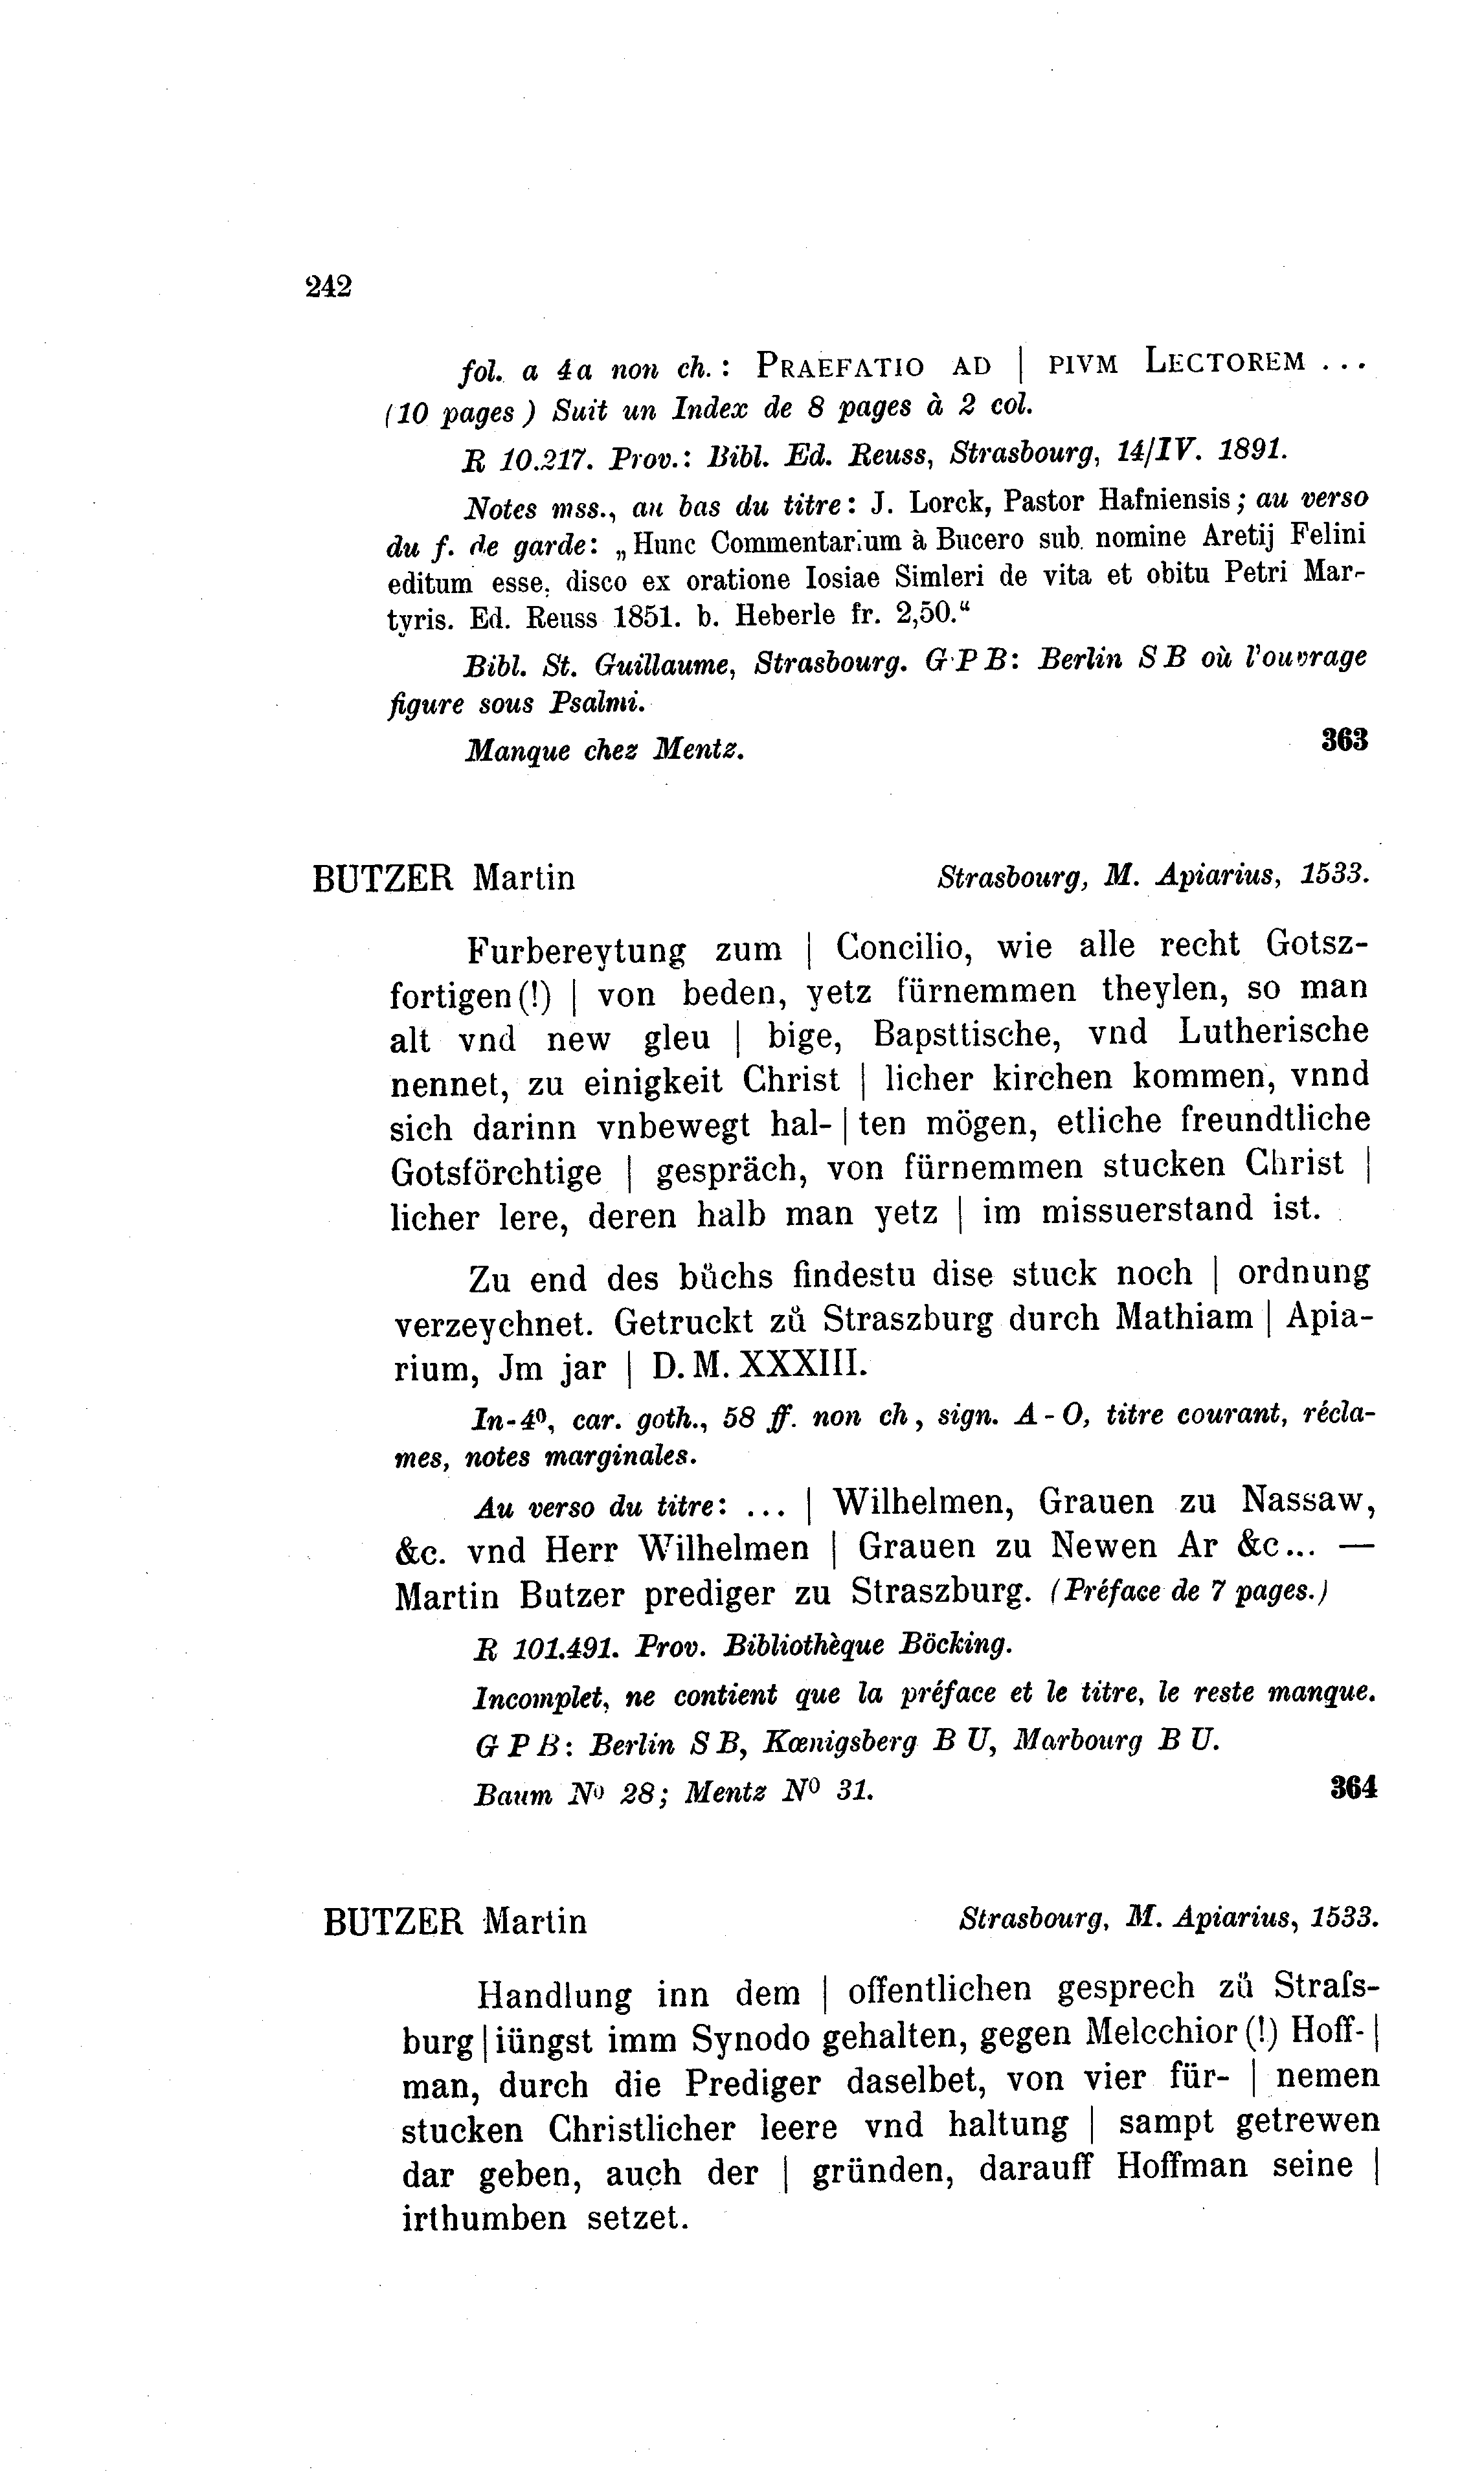 242
fol. a 4a non ch.: PRAEFATIO AD | PIVM LECTOREM ...
(10 pages) Suit un Index de 8 pages à 2 col.
R 10.217. Prov.: Bibl. Ed. Reuss, Strasbourg, 14/IV. 1891.
Notes mss., au bas du titre: J. Lorck, Pastor Hafniensis; au verso
du f. de garde: „Hunc Commentarium à Bucero sub. nomine Aretij Felini
editum esse, disco ex oratione Iosiae Simleri de vita et obitu Petri Mar-
tyris. Ed. Reuss 1851. b. Heberle fr. 2,50.“
Bibl. St. Guillaume, Strasbourg. G P B: Berlin S B où l'ouvrage
figure sous Psalmi.
Manque chez Mentz. 363
BUTZER Martin Strasbourg, M. Apiarius, 1533.
Furbereytung zum | Concilio, wie alle recht Gotsz-
fortigen(!) | von beden, yetz fürnemmen theylen, so man
alt vnd new gleu | bige, Bapsttische, vnd Lutherische
nennet, zu einigkeit Christ | licher kirchen kommen, vnnd
sich darinn vnbewegt hal- | ten mögen, etliche freundtliche
Gotsförchtige | gespräch, von fürnemmen stucken Christ |
licher lere, deren halb man yetz | im missuerstand ist.
Zu end des bůchs findestu dise stuck noch | ordnung
verzeychnet. Getruckt zů Straszburg durch Mathiam | Apia-
rium, Jm jar | D. M. XXXIII.
In-4º, car. goth., 58 ff. non ch, sign. A - O, titre courant, récla-
mes, notes marginales.
Au verso du titre: ... | Wilhelmen, Grauen zu Nassaw,
&c. vnd Herr Wilhelmen | Grauen zu Newen Ar &c... —
Martin Butzer prediger zu Straszburg. (Préface de 7 pages.)
R 101.491. Prov. Bibliothèque Böcking.
Incomplet, ne contient que la préface et le titre, le reste manque.
G P B: Berlin S B, Kœnigsberg B U, Marbourg B U.
Baum Nº 28; Mentz Nº 31. 364
BUTZER Martin Strasbourg, M. Apiarius, 1533.
Handlung inn dem | offentlichen gesprech zů Straſs-
burg | iüngst imm Synodo gehalten, gegen Melcchior (!) Hoff- |
man, durch die Prediger daselbet, von vier für- | nemen
stucken Christlicher leere vnd haltung | sampt getrewen
dar geben, auch der | gründen, darauff Hoffman seine |
irthumben setzet.